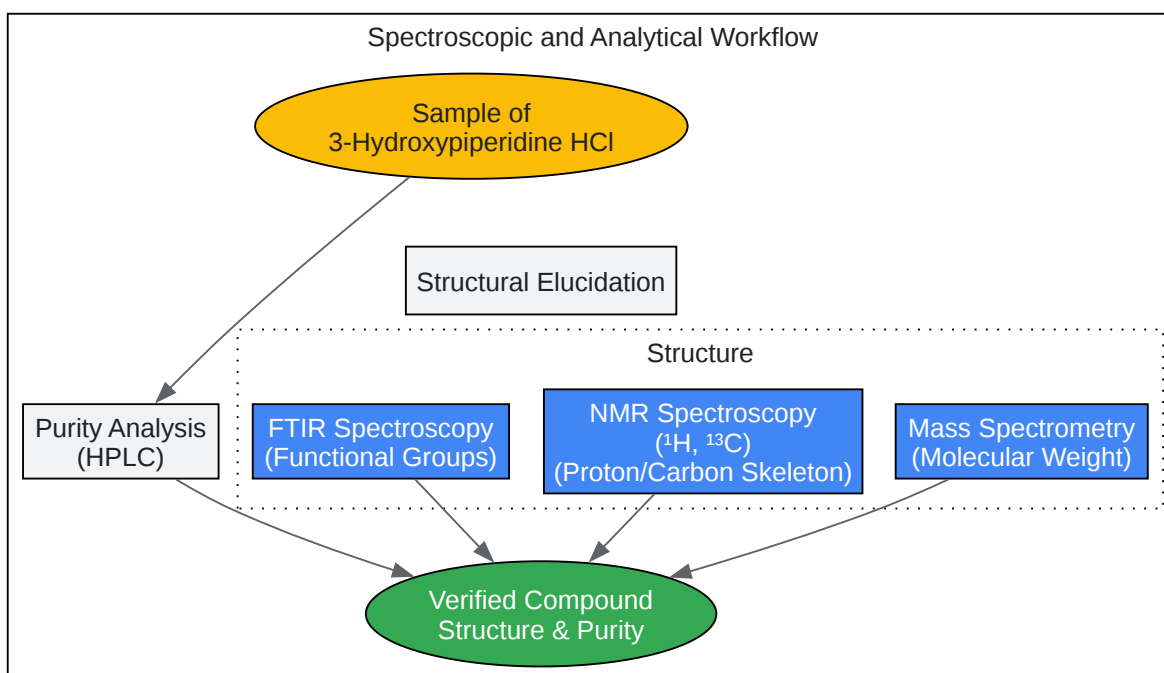 Spectroscopic and Analytical Workflow
Sample of
3-Hydroxypiperidine HCl
Structural Elucidation
Structure
Purity Analysis
(HPLC)
FTIR Spectroscopy
(Functional Groups)
NMR Spectroscopy
(¹H, ¹³C)
(Proton/Carbon Skeleton)
Mass Spectrometry
(Molecular Weight)
Verified Compound
Structure & Purity